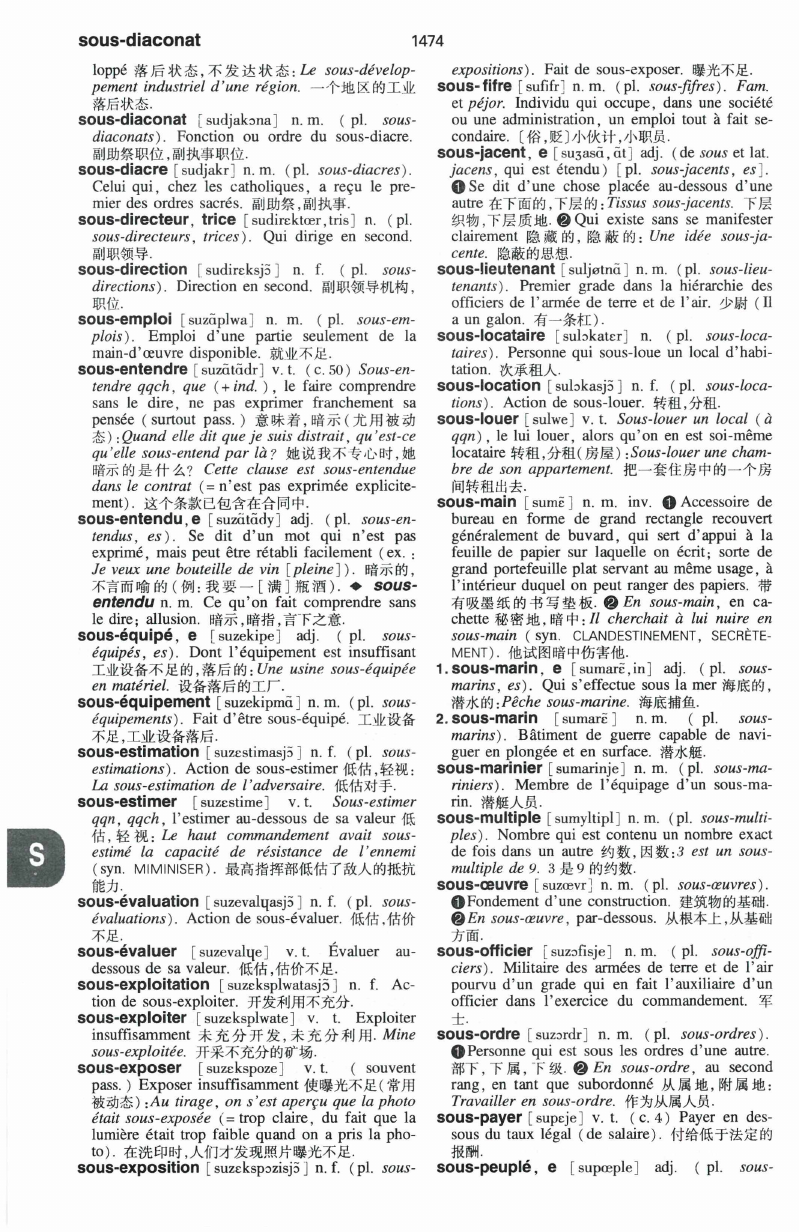 sous-diaconat
1474
loppé 落后状态,不发达状态: Le sous-dévelop-
pement industriel d'une région. 一个地区的工业
落后状态.
sous-diaconat [sudjakɔna] n. m. (pl. sous-
diaconats). Fonction ou ordre du sous-diacre.
副助祭职位,副执事职位.
sous-diacre [sudjakr] n. m. (pl. sous-diacres).
Celui qui, chez les catholiques, a reçu le pre-
mier des ordres sacrés. 副助祭,副执事.
sous-directeur, trice [sudirɛktœr,tris] n. (pl.
sous-directeurs, trices). Qui dirige en second.
副职领导.
sous-direction [sudirɛksjɔ̃] n. f. (pl. sous-
directions). Direction en second. 副职领导机构,
职位.
sous-emploi [suzɑ̃plwa] n. m. (pl. sous-em-
plois). Emploi d'une partie seulement de la
main-d'œuvre disponible. 就业不足.
sous-entendre [suzɑ̃tɑ̃dr] v. t. (c. 50) Sous-en-
tendre qqch, que (+ind.), le faire comprendre
sans le dire, ne pas exprimer franchement sa
pensée (surtout pass.) 意味着,暗示(尤用被动
态):Quand elle dit que je suis distrait, qu'est-ce
qu'elle sous-entend par là? 她说我不专心时,她
暗示的是什么? Cette clause est sous-entendue
dans le contrat (= n'est pas exprimée explicite-
ment). 这个条款已包含在合同中.
sous-entendu, e [suzɑ̃tɑ̃dy] adj. (pl. sous-en-
tendus, es). Se dit d'un mot qui n'est pas
exprimé, mais peut être rétabli facilement (ex. :
Je veux une bouteille de vin [pleine]). 暗示的,
不言而喻的(例:我要一[满]瓶酒). ◆ sous-
entendu n. m. Ce qu'on fait comprendre sans
le dire; allusion. 暗示,暗指,言下之意.
sous-équipé, e [suzekipe] adj. (pl. sous-
équipés, es). Dont l'équipement est insuffisant
工业设备不足的,落后的:Une usine sous-équipée
en matériel. 设备落后的工厂.
sous-équipement [suzekipmɑ̃] n. m. (pl. sous-
équipements). Fait d'être sous-équipé. 工业设备
不足,工业设备落后.
sous-estimation [suzɛstimasjɔ̃] n. f. (pl. sous-
estimations). Action de sous-estimer 低估,轻视:
La sous-estimation de l'adversaire. 低估对手.
sous-estimer [suzɛstime] v. t. Sous-estimer
qqn, qqch, l'estimer au-dessous de sa valeur 低
估,轻视: Le haut commandement avait sous-
estimé la capacité de résistance de l'ennemi
(syn. MIMINISER). 最高指挥部低估了敌人的抵抗
能力.
sous-évaluation [suzevalɥasjɔ̃] n. f. (pl. sous-
évaluations). Action de sous-évaluer. 低估,估价
不足.
sous-évaluer [suzevalɥe] v. t. Évaluer au-
dessous de sa valeur. 低估,估价不足.
sous-exploitation [suzɛksplwatasjɔ̃] n. f. Ac-
tion de sous-exploiter. 开发利用不充分.
sous-exploiter [suzɛksplwate] v. t. Exploiter
insuffisamment 未充分开发,未充分利用. Mine
sous-exploitée. 开采不充分的矿场.
sous-exposer [suzɛkspoze] v. t. (souvent
pass.) Exposer insuffisamment 使曝光不足(常用
被动态):Au tirage, on s'est aperçu que la photo
était sous-exposée (= trop claire, du fait que la
lumière était trop faible quand on a pris la pho-
to). 在洗印时,人们才发现照片曝光不足.
sous-exposition [suzɛkspɔzisjɔ̃] n. f. (pl. sous-
S
expositions). Fait de sous-exposer. 曝光不足.
sous-fifre [sufifr] n. m. (pl. sous-fifres). Fam.
et péjor. Individu qui occupe, dans une société
ou une administration, un emploi tout à fait se-
condaire. [俗,贬]小伙计,小职员.
sous-jacent, e [suʒasɑ̃, ɑ̃t] adj. (de sous et lat.
jacens, qui est étendu) [pl. sous-jacents, es].
❶ Se dit d'une chose placée au-dessous d'une
autre 在下面的,下层的:Tissus sous-jacents. 下层
织物,下层质地. ❷ Qui existe sans se manifester
clairement 隐藏的,隐蔽的: Une idée sous-ja-
cente. 隐蔽的思想.
sous-lieutenant [suljøtnɑ̃] n. m. (pl. sous-lieu-
tenants). Premier grade dans la hiérarchie des
officiers de l'armée de terre et de l'air. 少尉 (Il
a un galon. 有一条杠).
sous-locataire [sulɔkatɛr] n. (pl. sous-loca-
taires). Personne qui sous-loue un local d'habi-
tation. 次承租人.
sous-location [sulɔkasjɔ̃] n. f. (pl. sous-loca-
tions). Action de sous-louer. 转租,分租.
sous-louer [sulwe] v. t. Sous-louer un local (à
qqn), le lui louer, alors qu'on en est soi-même
locataire 转租,分租(房屋):Sous-louer une cham-
bre de son appartement. 把一套住房中的一个房
间转租出去.
sous-main [sumɛ̃] n. m. inv. ❶ Accessoire de
bureau en forme de grand rectangle recouvert
généralement de buvard, qui sert d'appui à la
feuille de papier sur laquelle on écrit; sorte de
grand portefeuille plat servant au même usage, à
l'intérieur duquel on peut ranger des papiers. 带
有吸墨纸的书写垫板. ❷ En sous-main, en ca-
chette 秘密地,暗中:Il cherchait à lui nuire en
sous-main (syn. CLANDESTINEMENT, SECRÈTE-
MENT). 他试图暗中伤害他.
1. sous-marin, e [sumarɛ̃,in] adj. (pl. sous-
marins, es). Qui s'effectue sous la mer 海底的,
潜水的:Pêche sous-marine. 海底捕鱼.
2. sous-marin [sumarɛ̃] n. m. (pl. sous-
marins). Bâtiment de guerre capable de navi-
guer en plongée et en surface. 潜水艇.
sous-marinier [sumarinje] n. m. (pl. sous-ma-
riniers). Membre de l'équipage d'un sous-ma-
rin. 潜艇人员.
sous-multiple [sumyltipl] n. m. (pl. sous-multi-
ples). Nombre qui est contenu un nombre exact
de fois dans un autre 约数,因数:3 est un sous-
multiple de 9. 3 是 9 的约数.
sous-œuvre [suzœvr] n. m. (pl. sous-œuvres).
❶Fondement d'une construction. 建筑物的基础.
❷En sous-œuvre, par-dessous. 从根本上,从基础
方面.
sous-officier [suzɔfisje] n. m. (pl. sous-offi-
ciers). Militaire des armées de terre et de l'air
pourvu d'un grade qui en fait l'auxiliaire d'un
officier dans l'exercice du commandement. 军
士.
sous-ordre [suzɔrdr] n. m. (pl. sous-ordres).
❶Personne qui est sous les ordres d'une autre.
部下,下属,下级. ❷ En sous-ordre, au second
rang, en tant que subordonné 从属地,附属地:
Travailler en sous-ordre. 作为从属人员.
sous-payer [supɛje] v. t. (c. 4) Payer en des-
sous du taux légal (de salaire). 付给低于法定的
报酬.
sous-peuplé, e [supœple] adj. (pl. sous-